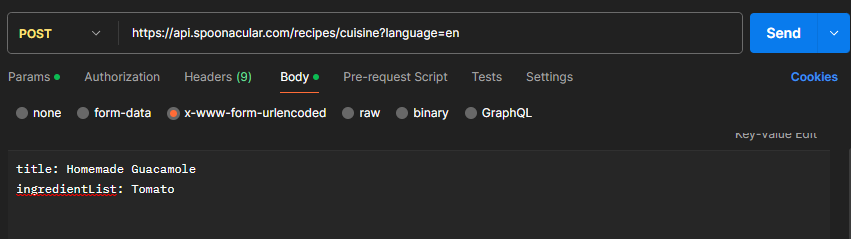 POST https://api.spoonacular.com/recipes/cuisine?language=en Send
Params Authorization Headers (9) Body Pre-request Script Tests Settings Cookies
none form-data x-www-form-urlencoded raw binary GraphQL
Key-Value Edit
title: Homemade Guacamole
ingredientList: Tomato